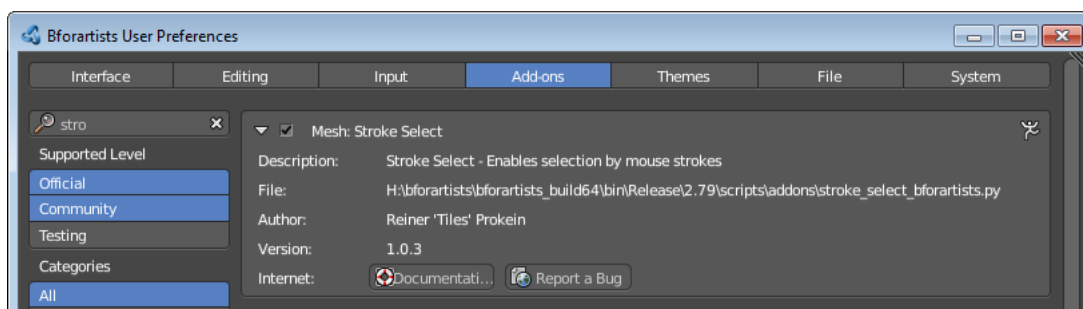 Bforartists User Preferences
Interface Editing Input Add-ons Themes File System
stro
Mesh: Stroke Select
Supported Level
Description: Stroke Select - Enables selection by mouse strokes
Official
File: H:\bforartists\bforartists_build64\bin\Release\2.79\scripts\addons\stroke_select_bforartists.py
Community
Author: Reiner 'Tiles' Prokein
Testing
Version: 1.0.3
Categories
Internet: Documentati... Report a Bug
All